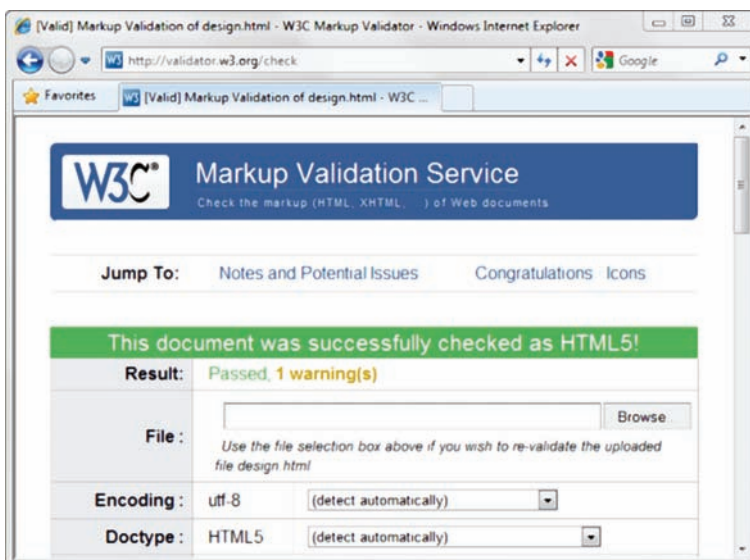 [Valid] Markup Validation of design.html - W3C Markup Validator - Windows Internet Explorer
W3 http://validator.w3.org/check Google
Favorites W3 [Valid] Markup Validation of design.html - W3C ...
W3C® Markup Validation Service
Check the markup (HTML, XHTML, ) of Web documents
Jump To: Notes and Potential Issues Congratulations Icons
This document was successfully checked as HTML5!
Result: Passed, 1 warning(s)
File : Browse
Use the file selection box above if you wish to re-validate the uploaded
file design html
Encoding : utf-8 (detect automatically)
Doctype : HTML5 (detect automatically)